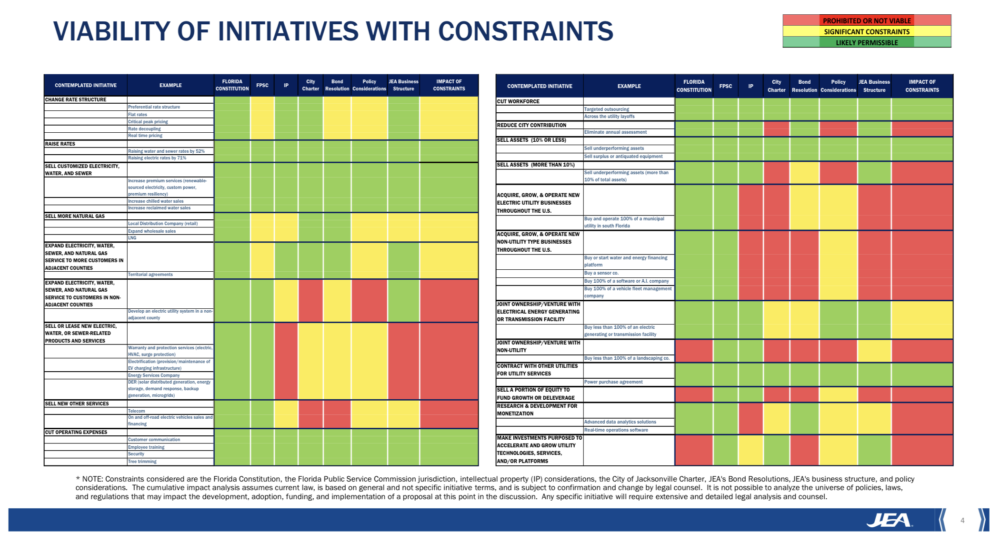 VIABILITY OF INITIATIVES WITH CONSTRAINTS
PROHIBITED OR NOT VIABLE
SIGNIFICANT CONSTRAINTS
LIKELY PERMISSIBLE
CONTEMPLATED INITIATIVE EXAMPLE FLORIDA CONSTITUTION FPSC IP City Charter Bond Resolution Policy Considerations JEA Business Structure IMPACT OF CONSTRAINTS
CHANGE RATE STRUCTURE
Preferential rate structure
Flat rates
Critical peak pricing
Rate decoupling
Real time pricing
RAISE RATES
Raising water and sewer rates by 52%
Raising electric rates by 71%
SELL CUSTOMIZED ELECTRICITY,
WATER, AND SEWER
Increase premium services (renewable-
sourced electricity, custom power,
premium resiliency)
Increase chilled water sales
Increase reclaimed water sales
SELL MORE NATURAL GAS
Local Distribution Company (retail)
Expand wholesale sales
LNG
EXPAND ELECTRICITY, WATER,
SEWER, AND NATURAL GAS
SERVICE TO MORE CUSTOMERS IN
ADJACENT COUNTIES
Territorial agreements
EXPAND ELECTRICITY, WATER,
SEWER, AND NATURAL GAS
SERVICE TO CUSTOMERS IN NON-
ADJACENT COUNTIES
Develop an electric utility system in a non-
adjacent county
SELL OR LEASE NEW ELECTRIC,
WATER, OR SEWER-RELATED
PRODUCTS AND SERVICES
Warranty and protection services (electric,
HVAC, surge protection)
Electrification (provision/maintenance of
EV charging infrastructure)
Energy Services Company
DER (solar distributed generation, energy
storage, demand response, backup
generation, microgrids)
SELL NEW OTHER SERVICES
Telecom
On and off-road electric vehicles sales and
financing
CUT OPERATING EXPENSES
Customer communication
Employee training
Security
Tree trimming
CONTEMPLATED INITIATIVE EXAMPLE FLORIDA CONSTITUTION FPSC IP City Charter Bond Resolution Policy Considerations JEA Business Structure IMPACT OF CONSTRAINTS
CUT WORKFORCE
Targeted outsourcing
Across the utility layoffs
REDUCE CITY CONTRIBUTION
Eliminate annual assessment
SELL ASSETS (10% OR LESS)
Sell underperforming assets
Sell surplus or antiquated equipment
SELL ASSETS (MORE THAN 10%)
Sell underperforming assets (more than
10% of total assets)
ACQUIRE, GROW, & OPERATE NEW
ELECTRIC UTILITY BUSINESSES
THROUGHOUT THE U.S.
Buy and operate 100% of a municipal
utility in south Florida
ACQUIRE, GROW, & OPERATE NEW
NON-UTILITY TYPE BUSINESSES
THROUGHOUT THE U.S.
Buy or start water and energy financing
platform
Buy a sensor co.
Buy 100% of a software or A.I. company
Buy 100% of a vehicle fleet management
company
JOINT OWNERSHIP/VENTURE WITH
ELECTRICAL ENERGY GENERATING
OR TRANSMISSION FACILITY
Buy less than 100% of an electric
generating or transmission facility
JOINT OWNERSHIP/VENTURE WITH
NON-UTILITY
Buy less than 100% of a landscaping co.
CONTRACT WITH OTHER UTILITIES
FOR UTILITY SERVICES
Power purchase agreement
SELL A PORTION OF EQUITY TO
FUND GROWTH OR DELEVERAGE
RESEARCH & DEVELOPMENT FOR
MONETIZATION
Advanced data analytics solutions
Real-time operations software
MAKE INVESTMENTS PURPOSED TO
ACCELERATE AND GROW UTILITY
TECHNOLOGIES, SERVICES,
AND/OR PLATFORMS
* NOTE: Constraints considered are the Florida Constitution, the Florida Public Service Commission jurisdiction, intellectual property (IP) considerations, the City of Jacksonville Charter, JEA's Bond Resolutions, JEA's business structure, and policy
considerations. The cumulative impact analysis assumes current law, is based on general and not specific initiative terms, and is subject to confirmation and change by legal counsel. It is not possible to analyze the universe of policies, laws,
and regulations that may impact the development, adoption, funding, and implementation of a proposal at this point in the discussion. Any specific initiative will require extensive and detailed legal analysis and counsel.
JEA
4